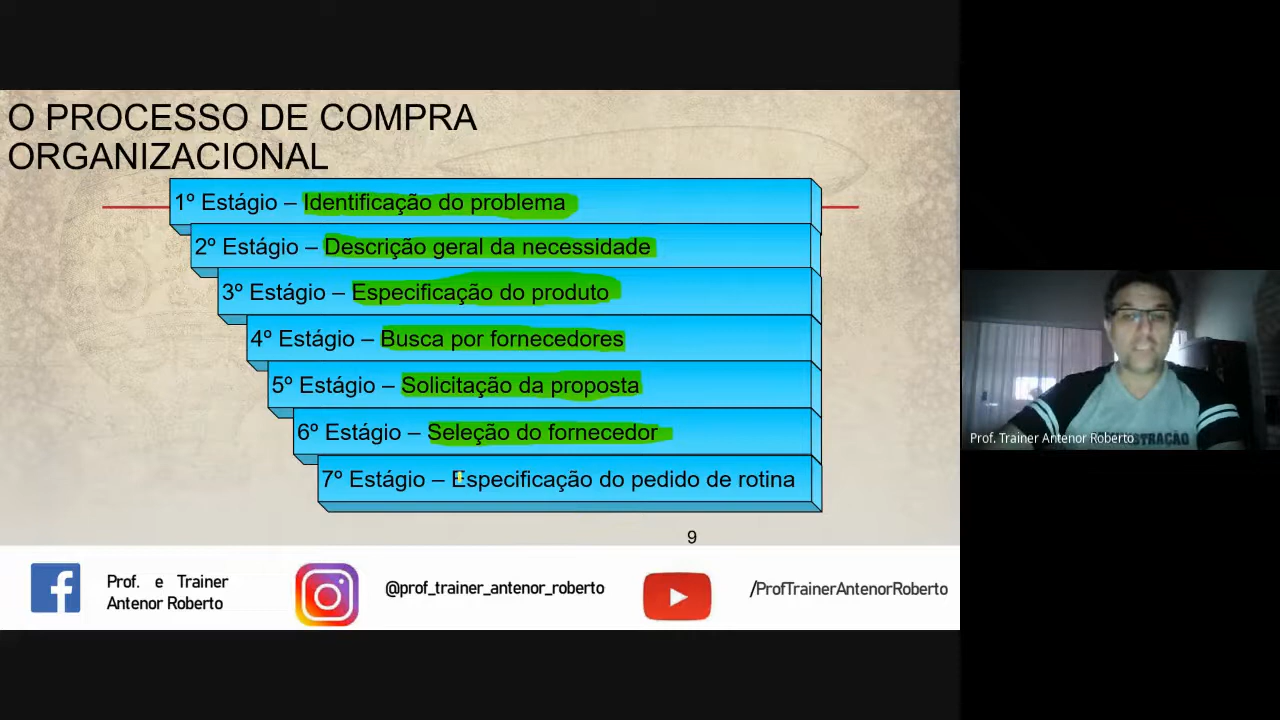 O PROCESSO DE COMPRA
ORGANIZACIONAL
1º Estágio – Identificação do problema
2º Estágio – Descrição geral da necessidade
3º Estágio – Especificação do produto
4º Estágio – Busca por fornecedores
5º Estágio – Solicitação da proposta
6º Estágio – Seleção do fornecedor
7º Estágio – Especificação do pedido de rotina
9
Prof. e Trainer
Antenor Roberto
@prof_trainer_antenor_roberto
/ProfTrainerAntenorRoberto
Prof. Trainer Antenor Roberto